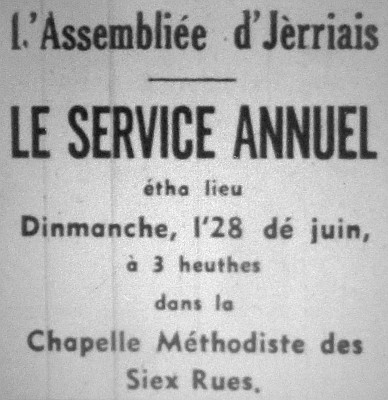 L'Assembliée d'Jèrriais
LE SERVICE ANNUEL
étha lieu
Dinmanche, l'28 dé juin,
à 3 heuthes
dans la
Chapelle Méthodiste des
Siex Rues.